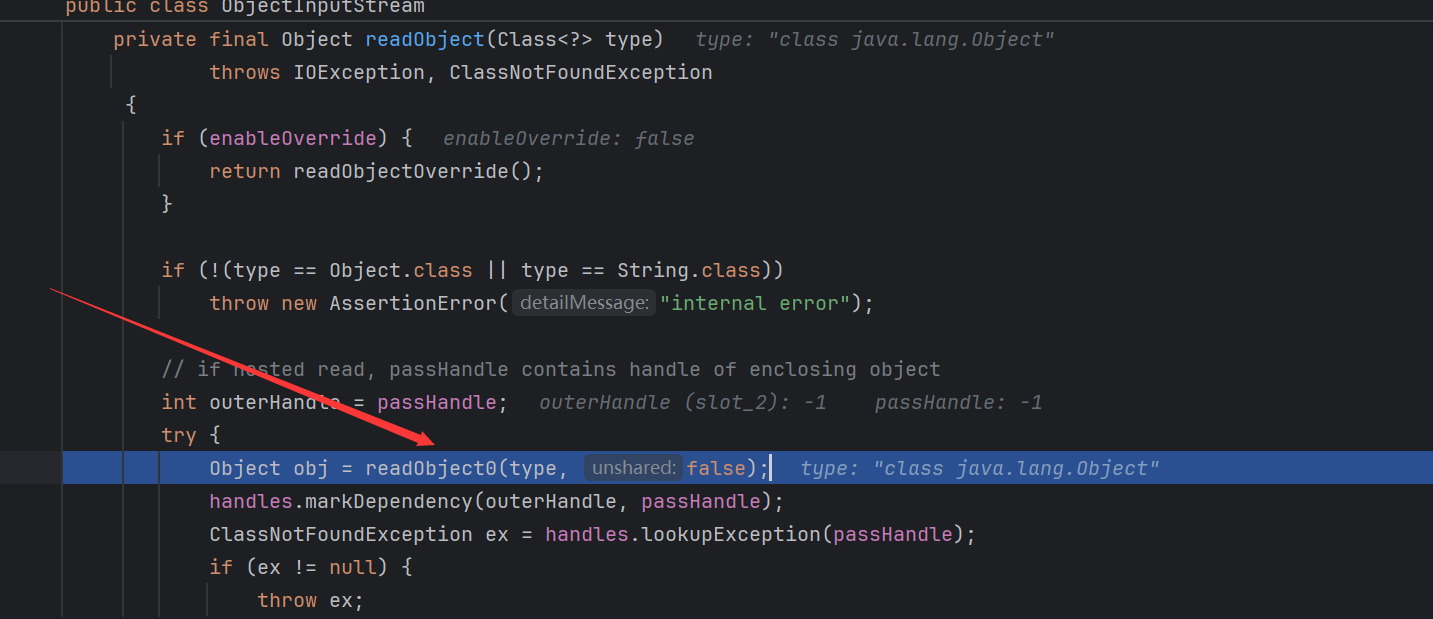 public class ObjectInputStream
private final Object readObject(Class<?> type)   type: "class java.lang.Object"
throws IOException, ClassNotFoundException
{
if (enableOverride) {   enableOverride: false
return readObjectOverride();
}
if (!(type == Object.class || type == String.class))
throw new AssertionError( detailMessage: "internal error");
// if nested read, passHandle contains handle of enclosing object
int outerHandle = passHandle;   outerHandle (slot_2): -1    passHandle: -1
try {
Object obj = readObject0(type,  unshared: false);   type: "class java.lang.Object"
handles.markDependency(outerHandle, passHandle);
ClassNotFoundException ex = handles.lookupException(passHandle);
if (ex != null) {
throw ex;